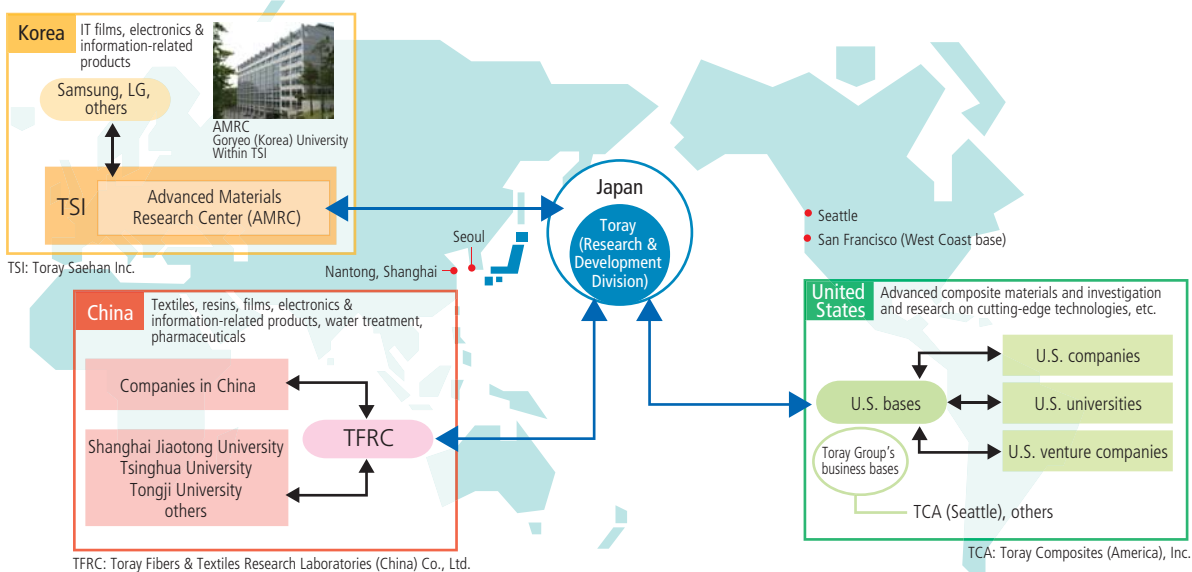 Korea
IT films, electronics &
information-related
products
Samsung, LG,
others
AMRC
Goryeo (Korea) University
Within TSI
TSI
Advanced Materials
Research Center (AMRC)
TSI: Toray Saehan Inc.
Japan
Toray
(Research &
Development
Division)
Seoul
Nantong, Shanghai
Seattle
San Francisco (West Coast base)
China
Textiles, resins, films, electronics &
information-related products, water treatment,
pharmaceuticals
Companies in China
TFRC
Shanghai Jiaotong University
Tsinghua University
Tongji University
others
TFRC: Toray Fibers & Textiles Research Laboratories (China) Co., Ltd.
United
States
Advanced composite materials and investigation
and research on cutting-edge technologies, etc.
U.S. companies
U.S. bases
U.S. universities
U.S. venture companies
Toray Group's
business bases
TCA (Seattle), others
TCA: Toray Composites (America), Inc.